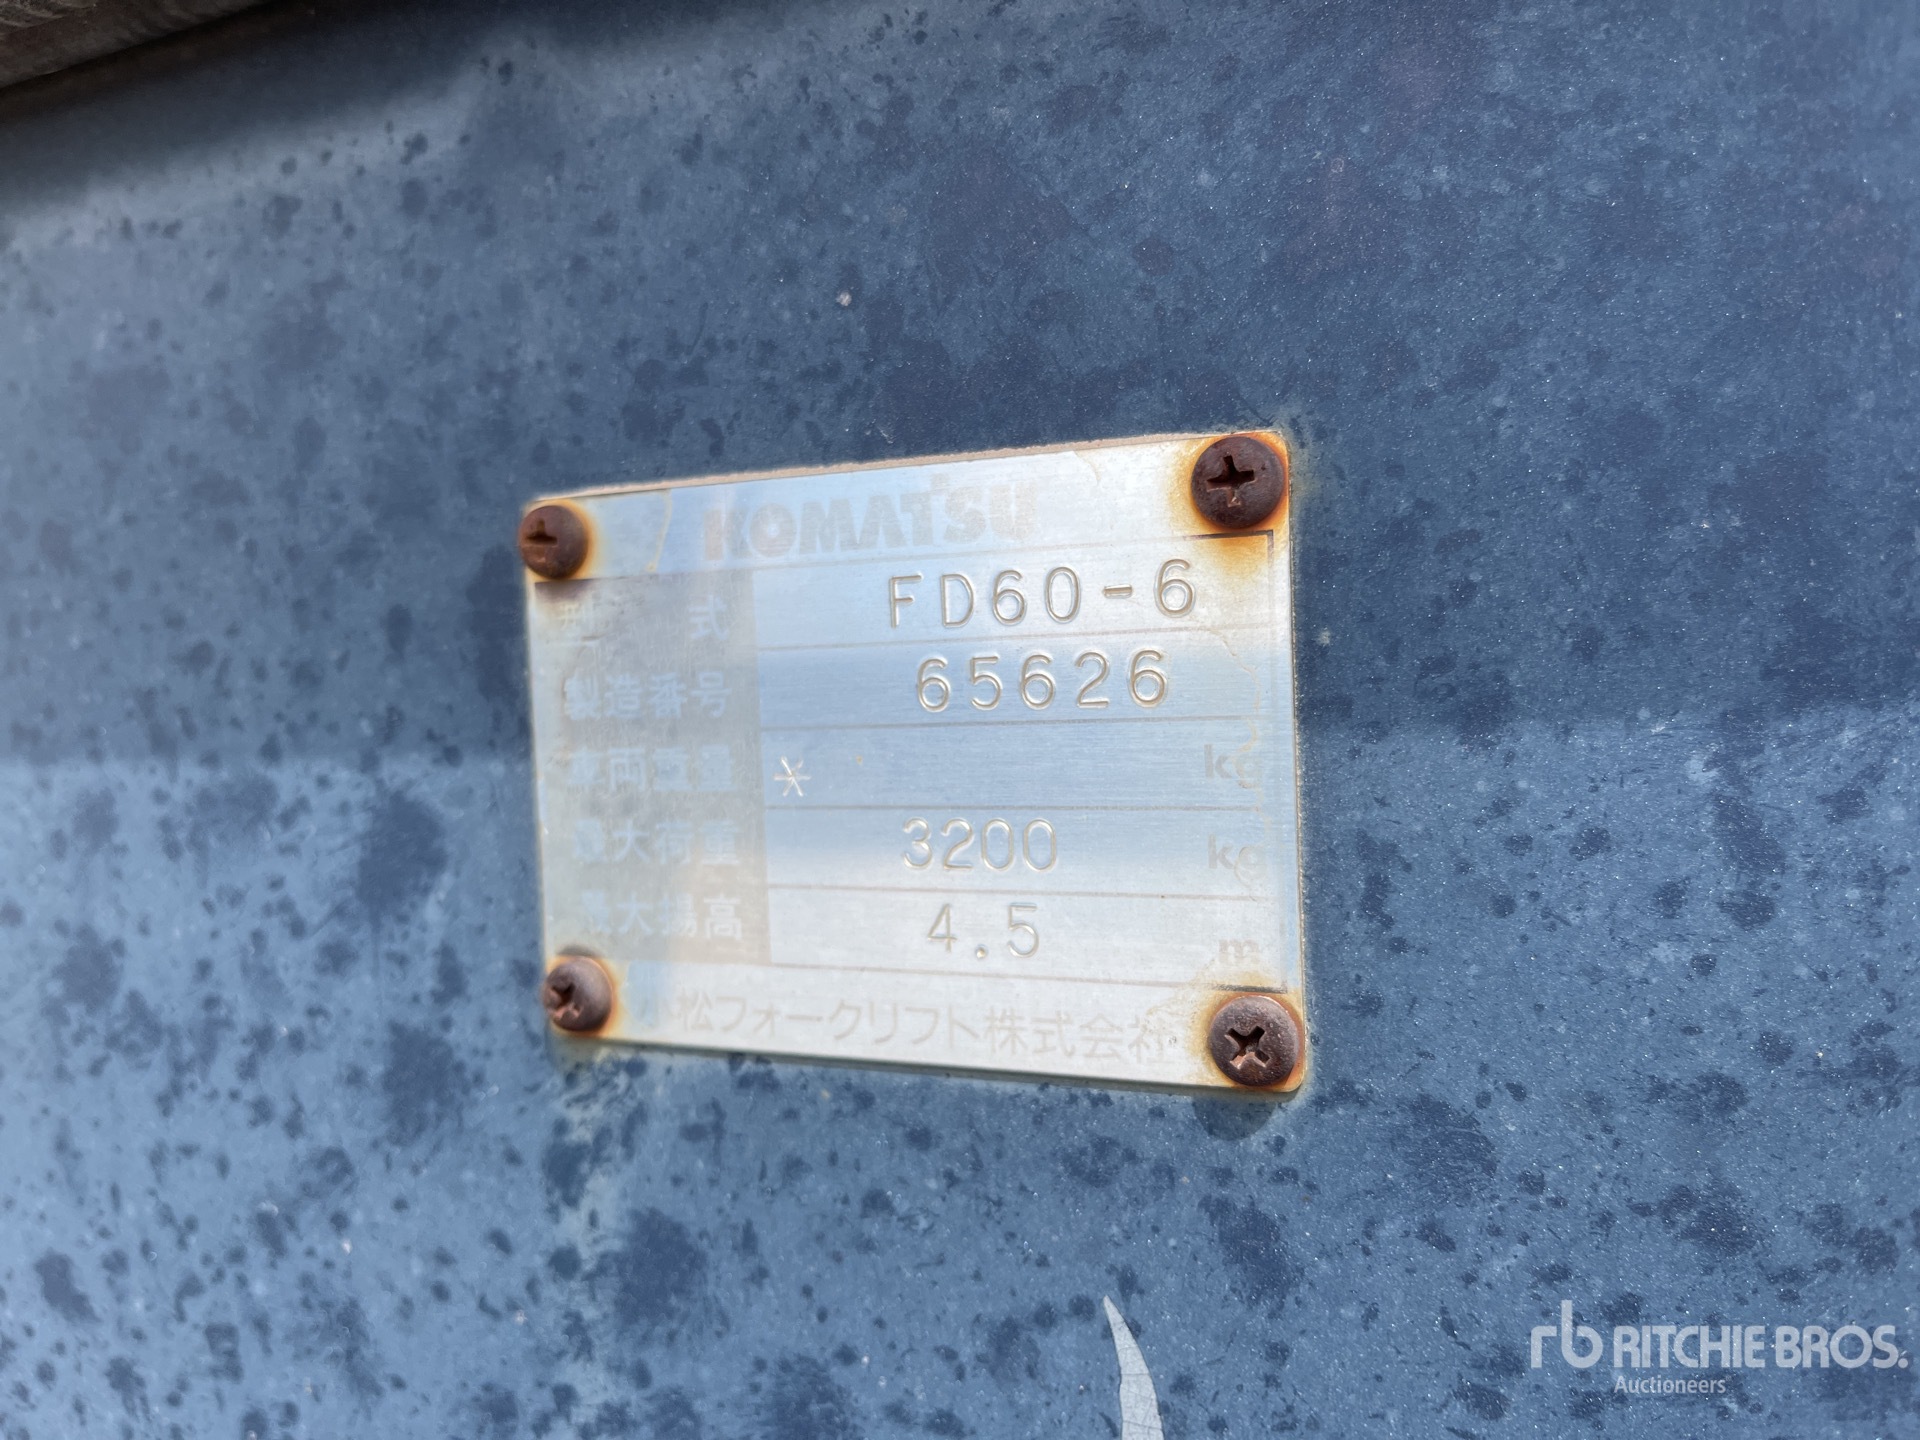 KOMATSU
型式 FD60-6
製造番号 65626
車両重量 * kg
最大荷重 3200 kg
最大揚高 4.5 m
小松フォークリフト株式会社
rb RITCHIE BROS.
Auctioneers